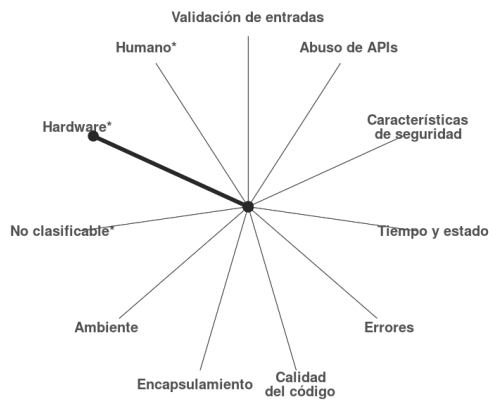 Validación de entradas
Humano*
Abuso de APIs
Hardware*
Características
de seguridad
No clasificable*
Tiempo y estado
Ambiente
Errores
Encapsulamiento
Calidad
del código